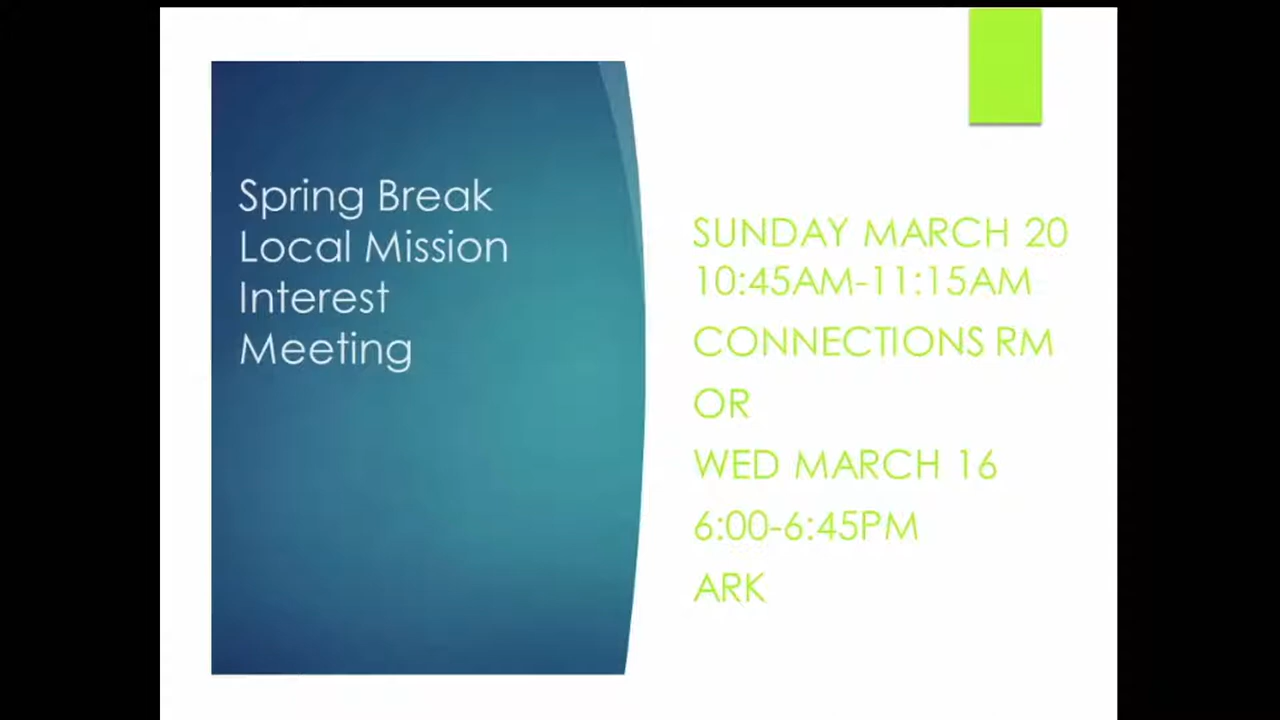 Spring Break
Local Mission
Interest
Meeting
SUNDAY MARCH 20
10:45AM-11:15AM
CONNECTIONS RM
OR
WED MARCH 16
6:00-6:45PM
ARK